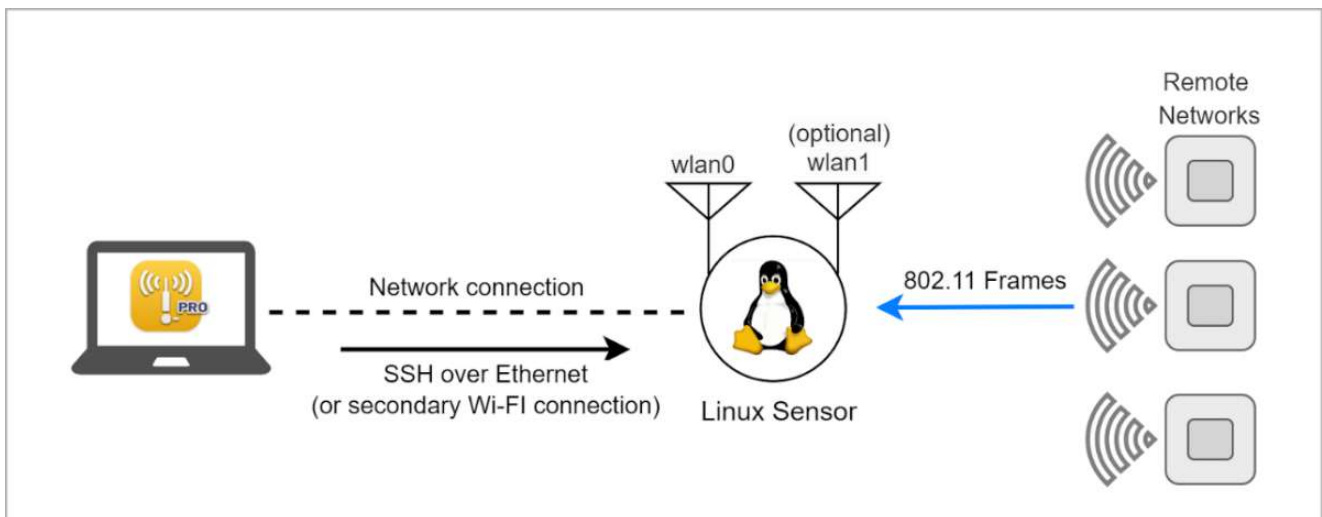 Remote
Networks
(optional)
wlan0
wlan1
PRO
Network connection
802.11 Frames
SSH over Ethernet
(or secondary Wi-FI connection)
Linux Sensor